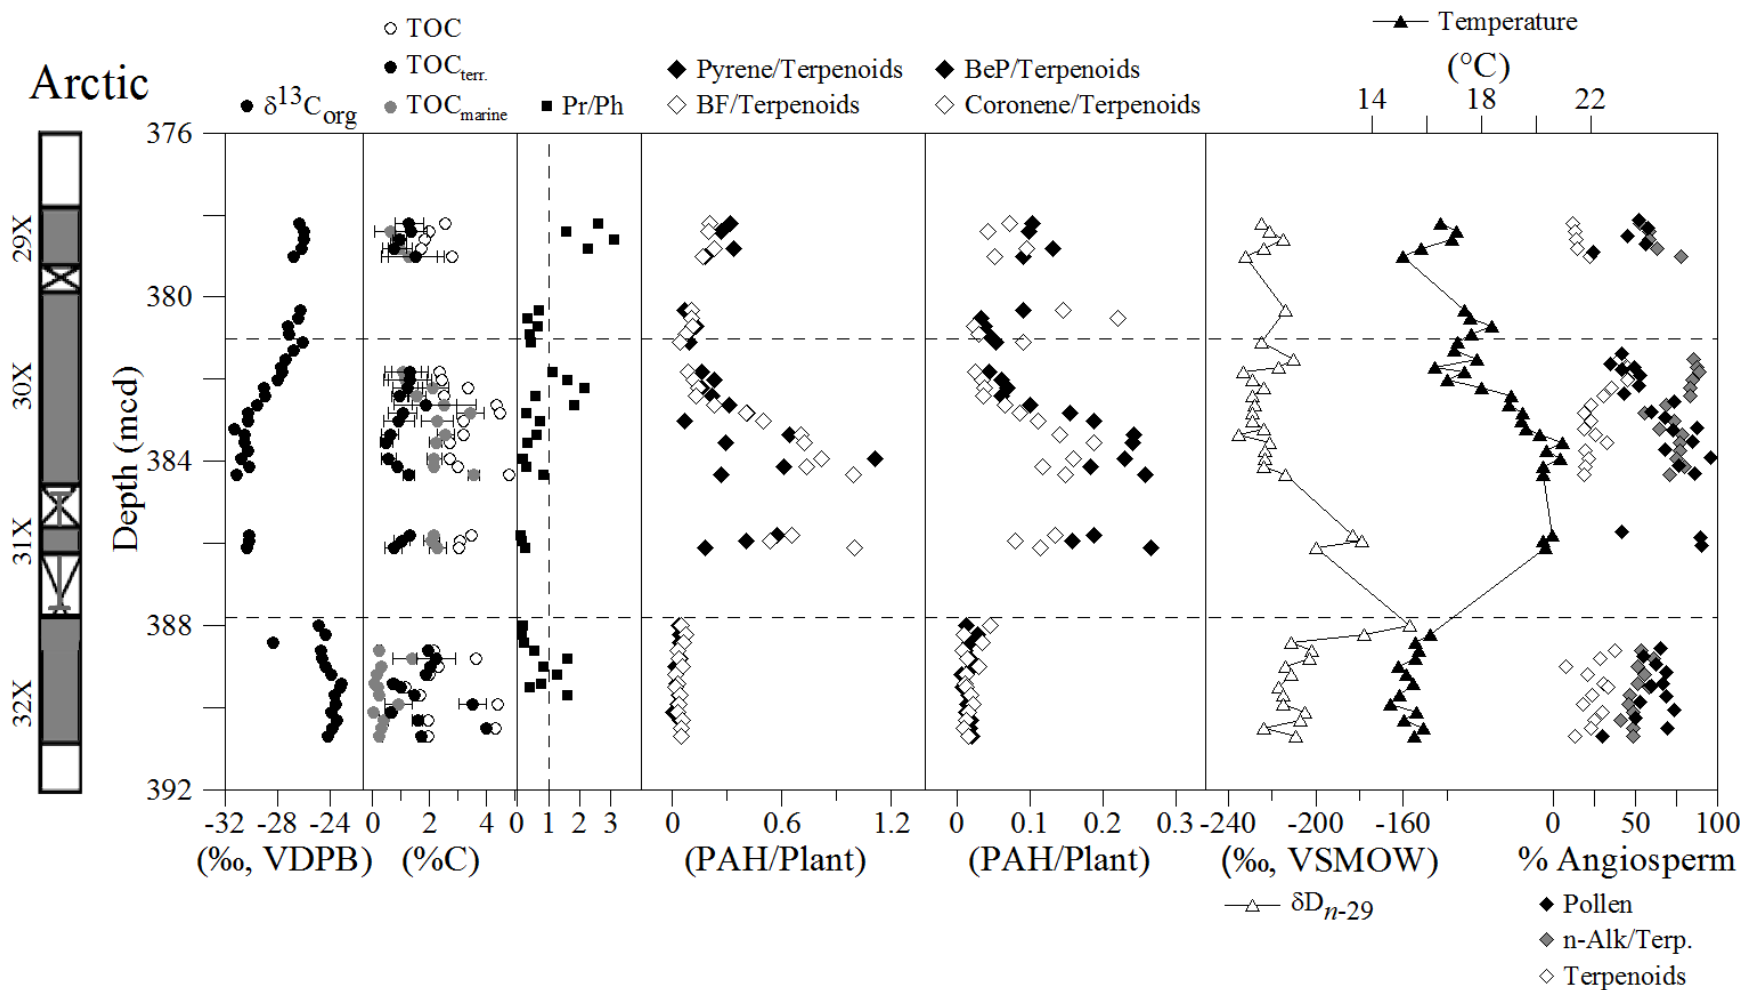 Arctic
δ13Corg
TOC
TOCterr.
TOCmarine
Pr/Ph
Pyrene/Terpenoids
BF/Terpenoids
BeP/Terpenoids
Coronene/Terpenoids
Temperature
(°C)
14 18 22
29X
30X
31X
32X
Depth (mcd)
376
380
384
388
392
-32 -28 -24
(‰, VDPB)
0 2 4
(%C)
0 1 2 3
0 0.6 1.2
(PAH/Plant)
0 0.1 0.2 0.3
(PAH/Plant)
-240 -200 -160
(‰, VSMOW)
δDn-29
0 50 100
% Angiosperm
Pollen
n-Alk/Terp.
Terpenoids